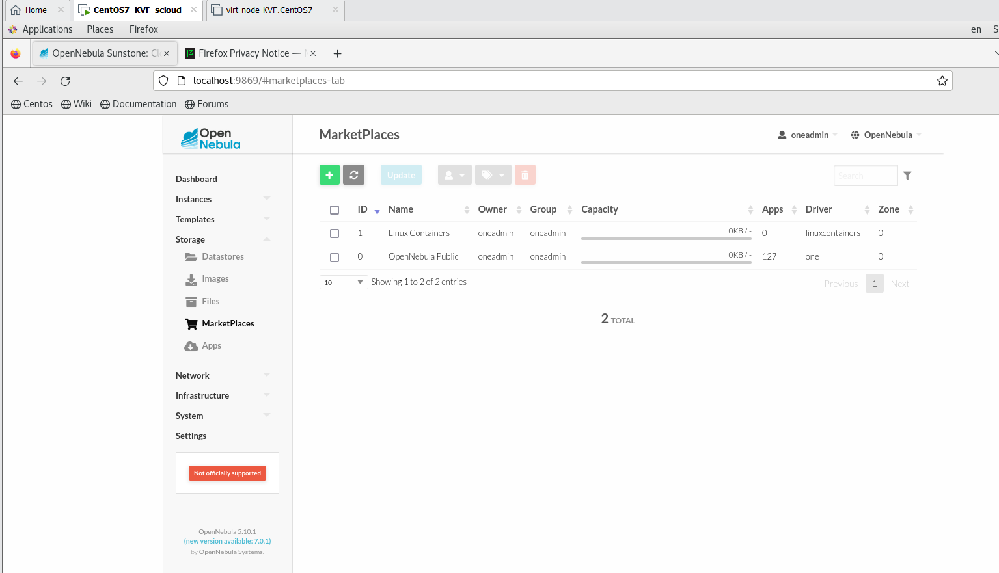 Home
CentOS7_KVF_scloud
virt-node-KVF.CentOS7
Applications Places Firefox
en S
OpenNebula Sunstone: Cl
Firefox Privacy Notice —
localhost:9869/#marketplaces-tab
Centos Wiki Documentation Forums
Open
Nebula
MarketPlaces
oneadmin
OpenNebula
Update
Search
Dashboard
Instances
Templates
Storage
Datastores
Images
Files
MarketPlaces
Apps
Network
Infrastructure
System
Settings
Not officially supported
OpenNebula 5.10.1
(new version available: 7.0.1)
by OpenNebula Systems.
ID Name Owner Group Capacity Apps Driver Zone
1 Linux Containers oneadmin oneadmin 0KB / - 0 linuxcontainers 0
0 OpenNebula Public oneadmin oneadmin 0KB / - 127 one 0
10 Showing 1 to 2 of 2 entries
Previous 1 Next
2 TOTAL